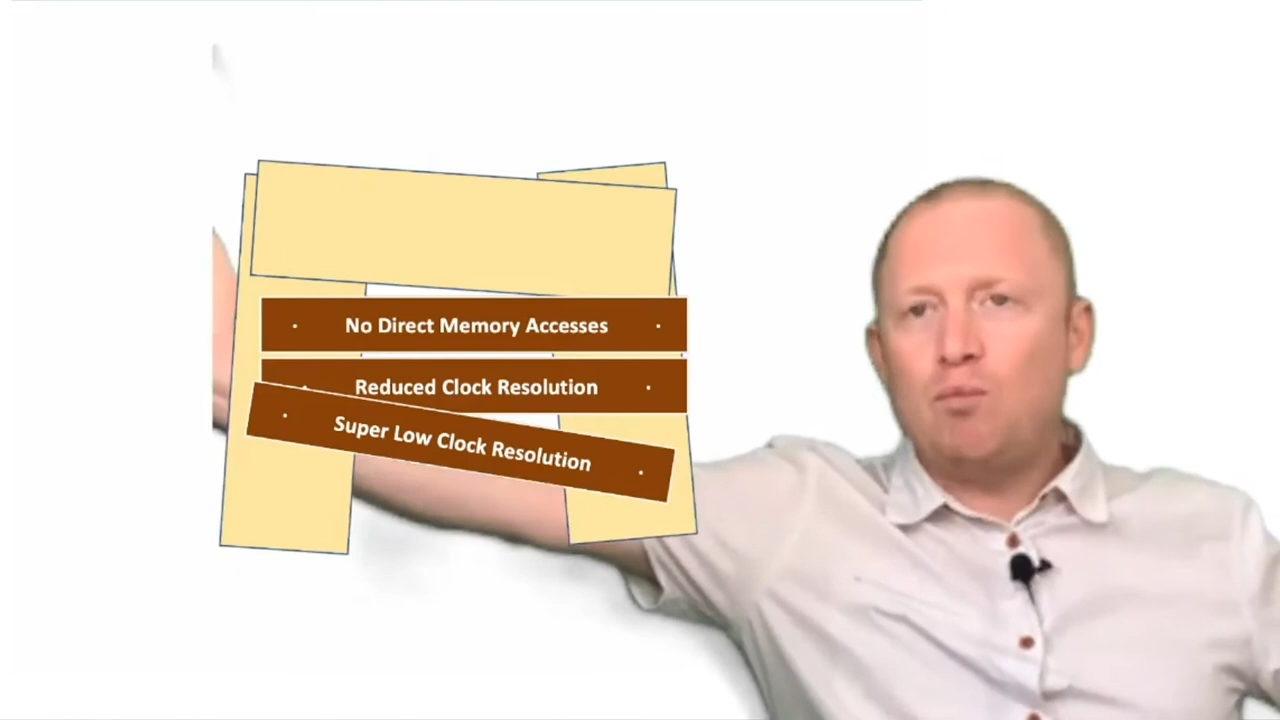 No Direct Memory Accesses
Reduced Clock Resolution
Super Low Clock Resolution